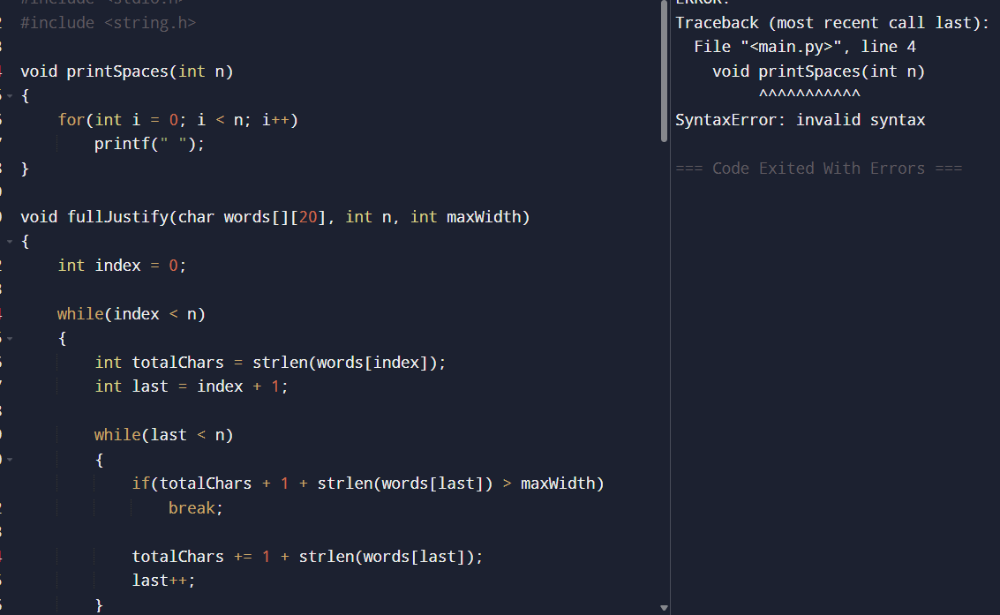 #include <stdio.h>
#include <string.h>
void printSpaces(int n)
{
for(int i = 0; i < n; i++)
printf(" ");
}
void fullJustify(char words[][20], int n, int maxWidth)
{
int index = 0;
while(index < n)
{
int totalChars = strlen(words[index]);
int last = index + 1;
while(last < n)
{
if(totalChars + 1 + strlen(words[last]) > maxWidth)
break;
totalChars += 1 + strlen(words[last]);
last++;
}
ERROR!
Traceback (most recent call last):
File "<main.py>", line 4
void printSpaces(int n)
^^^^^^^^^^^
SyntaxError: invalid syntax
=== Code Exited With Errors ===